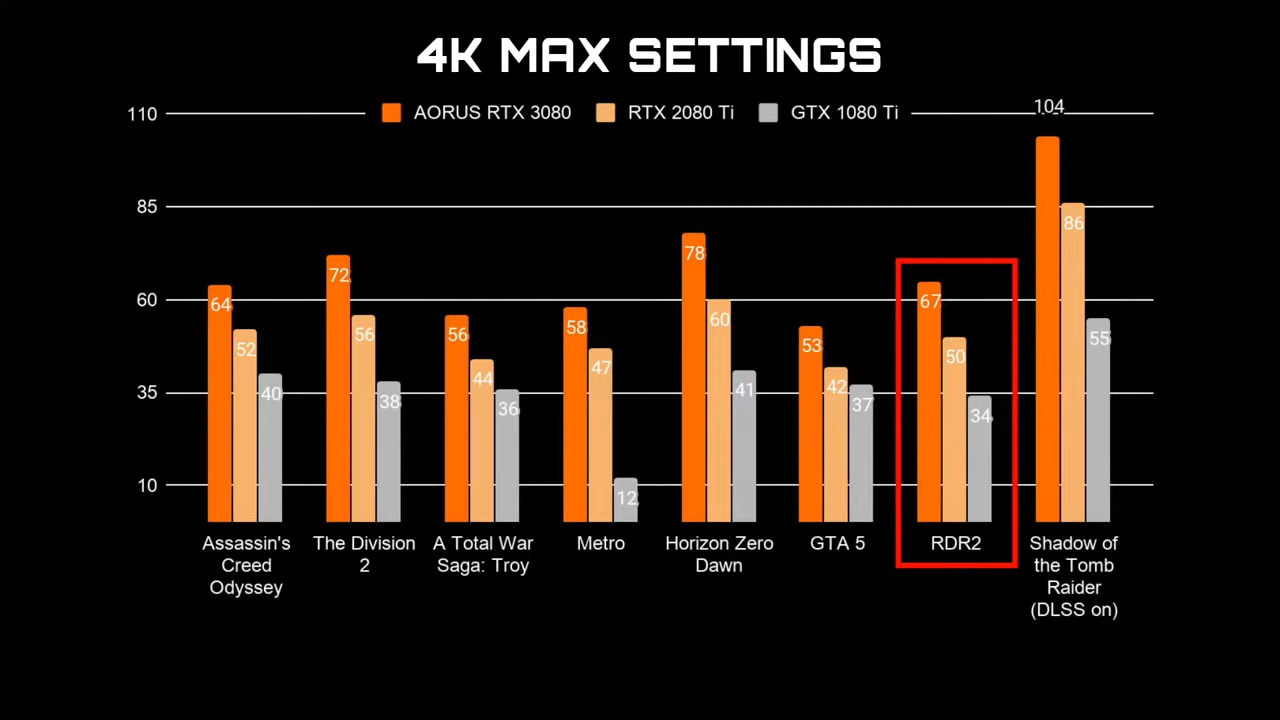 4K MAX SETTINGS
AORUS RTX 3080 RTX 2080 Ti GTX 1080 Ti
110
85
60
35
10
64 52 40
72 56 38
56 44 36
58 47 12
78 60 41
53 42 37
67 50 34
104 86 55
Assassin's
Creed
Odyssey
The Division
2
A Total War
Saga: Troy
Metro
Horizon Zero
Dawn
GTA 5
RDR2
Shadow of
the Tomb
Raider
(DLSS on)